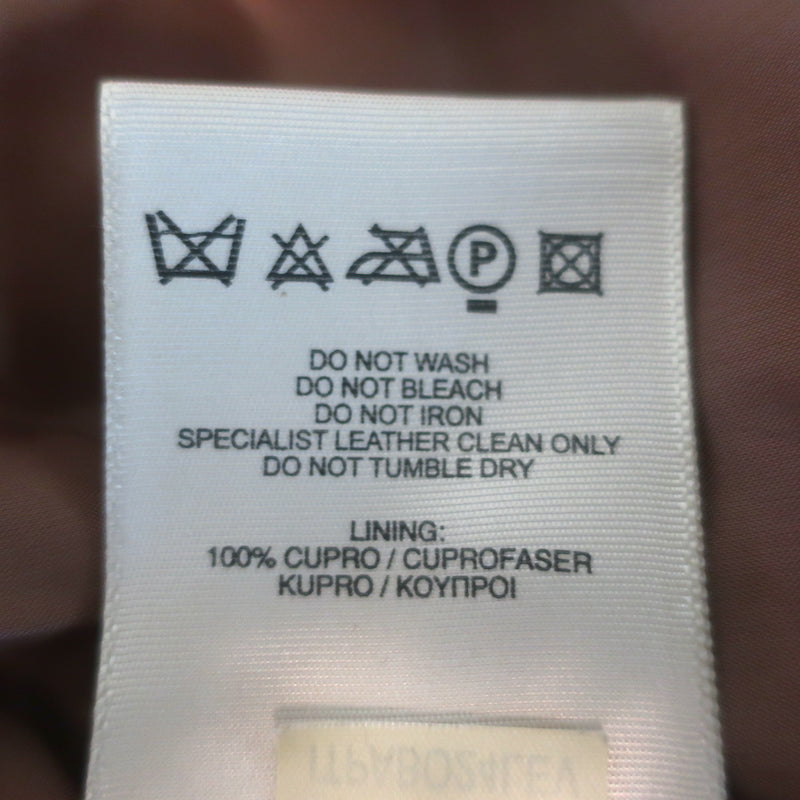 P
DO NOT WASH
DO NOT BLEACH
DO NOT IRON
SPECIALIST LEATHER CLEAN ONLY
DO NOT TUMBLE DRY
LINING:
100% CUPRO / CUPROFASER
KUPRO / ΚΟΥΠΡΟΙ